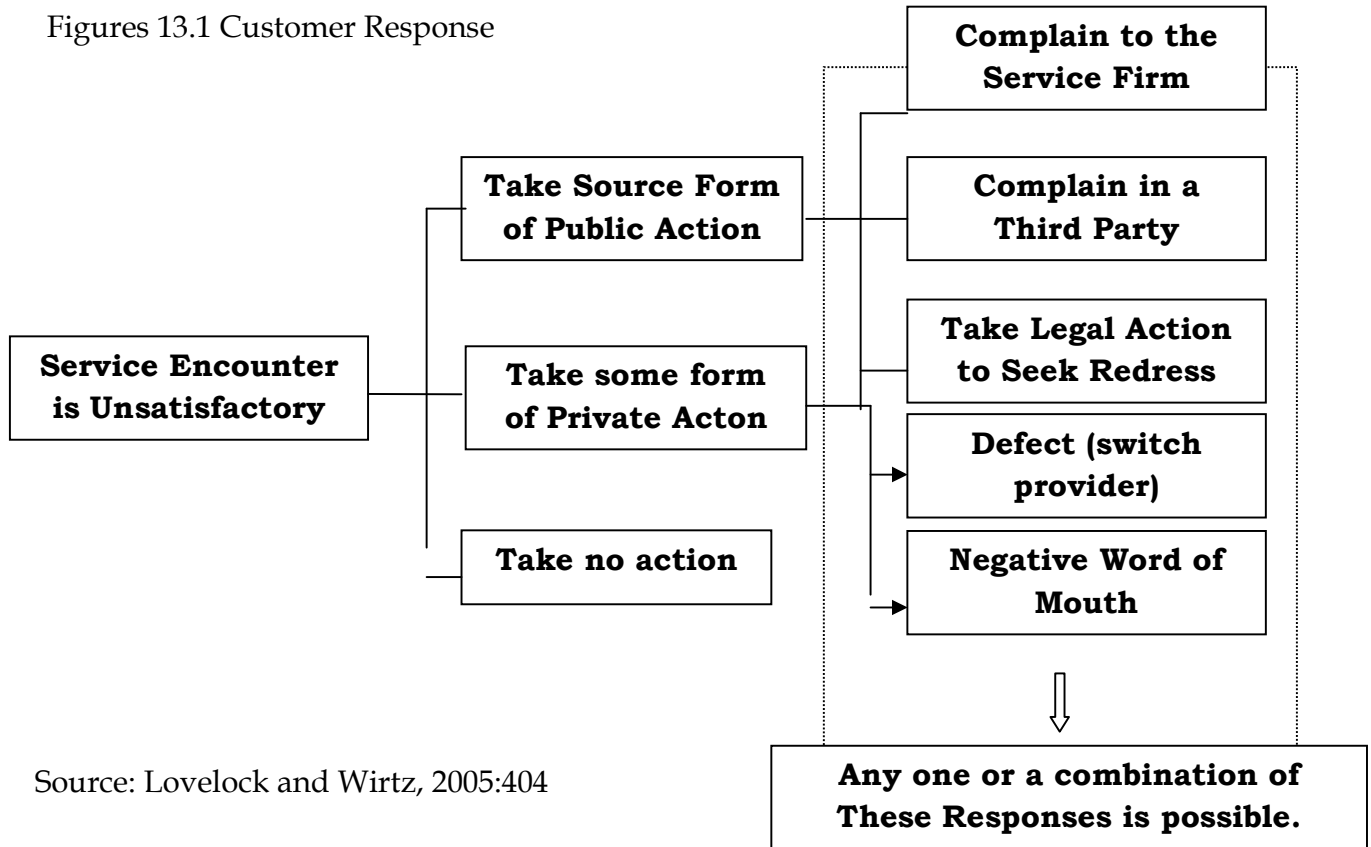 Figures 13.1 Customer Response
Complain to the
Service Firm
Take Source Form
of Public Action
Complain in a
Third Party
Service Encounter
is Unsatisfactory
Take some form
of Private Acton
Take Legal Action
to Seek Redress
Defect (switch
provider)
Take no action
Negative Word of
Mouth
Source: Lovelock and Wirtz, 2005:404
Any one or a combination of
These Responses is possible.